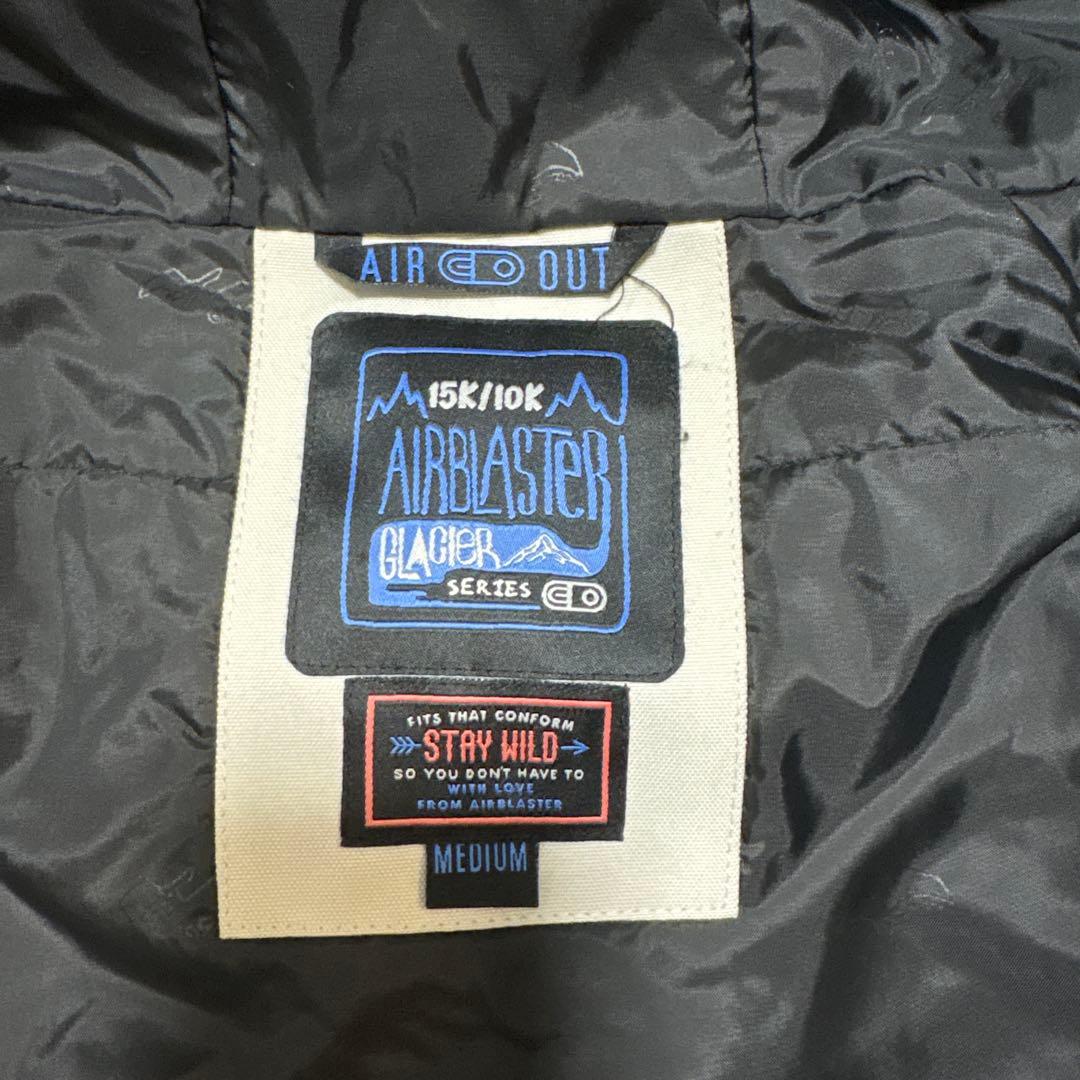 AIR OUT
15K/10K
AIRBLASTER
GLACIER
SERIES
FITS THAT CONFORM
STAY WILD
SO YOU DON'T HAVE TO
WITH LOVE
FROM AIRBLASTER
MEDIUM